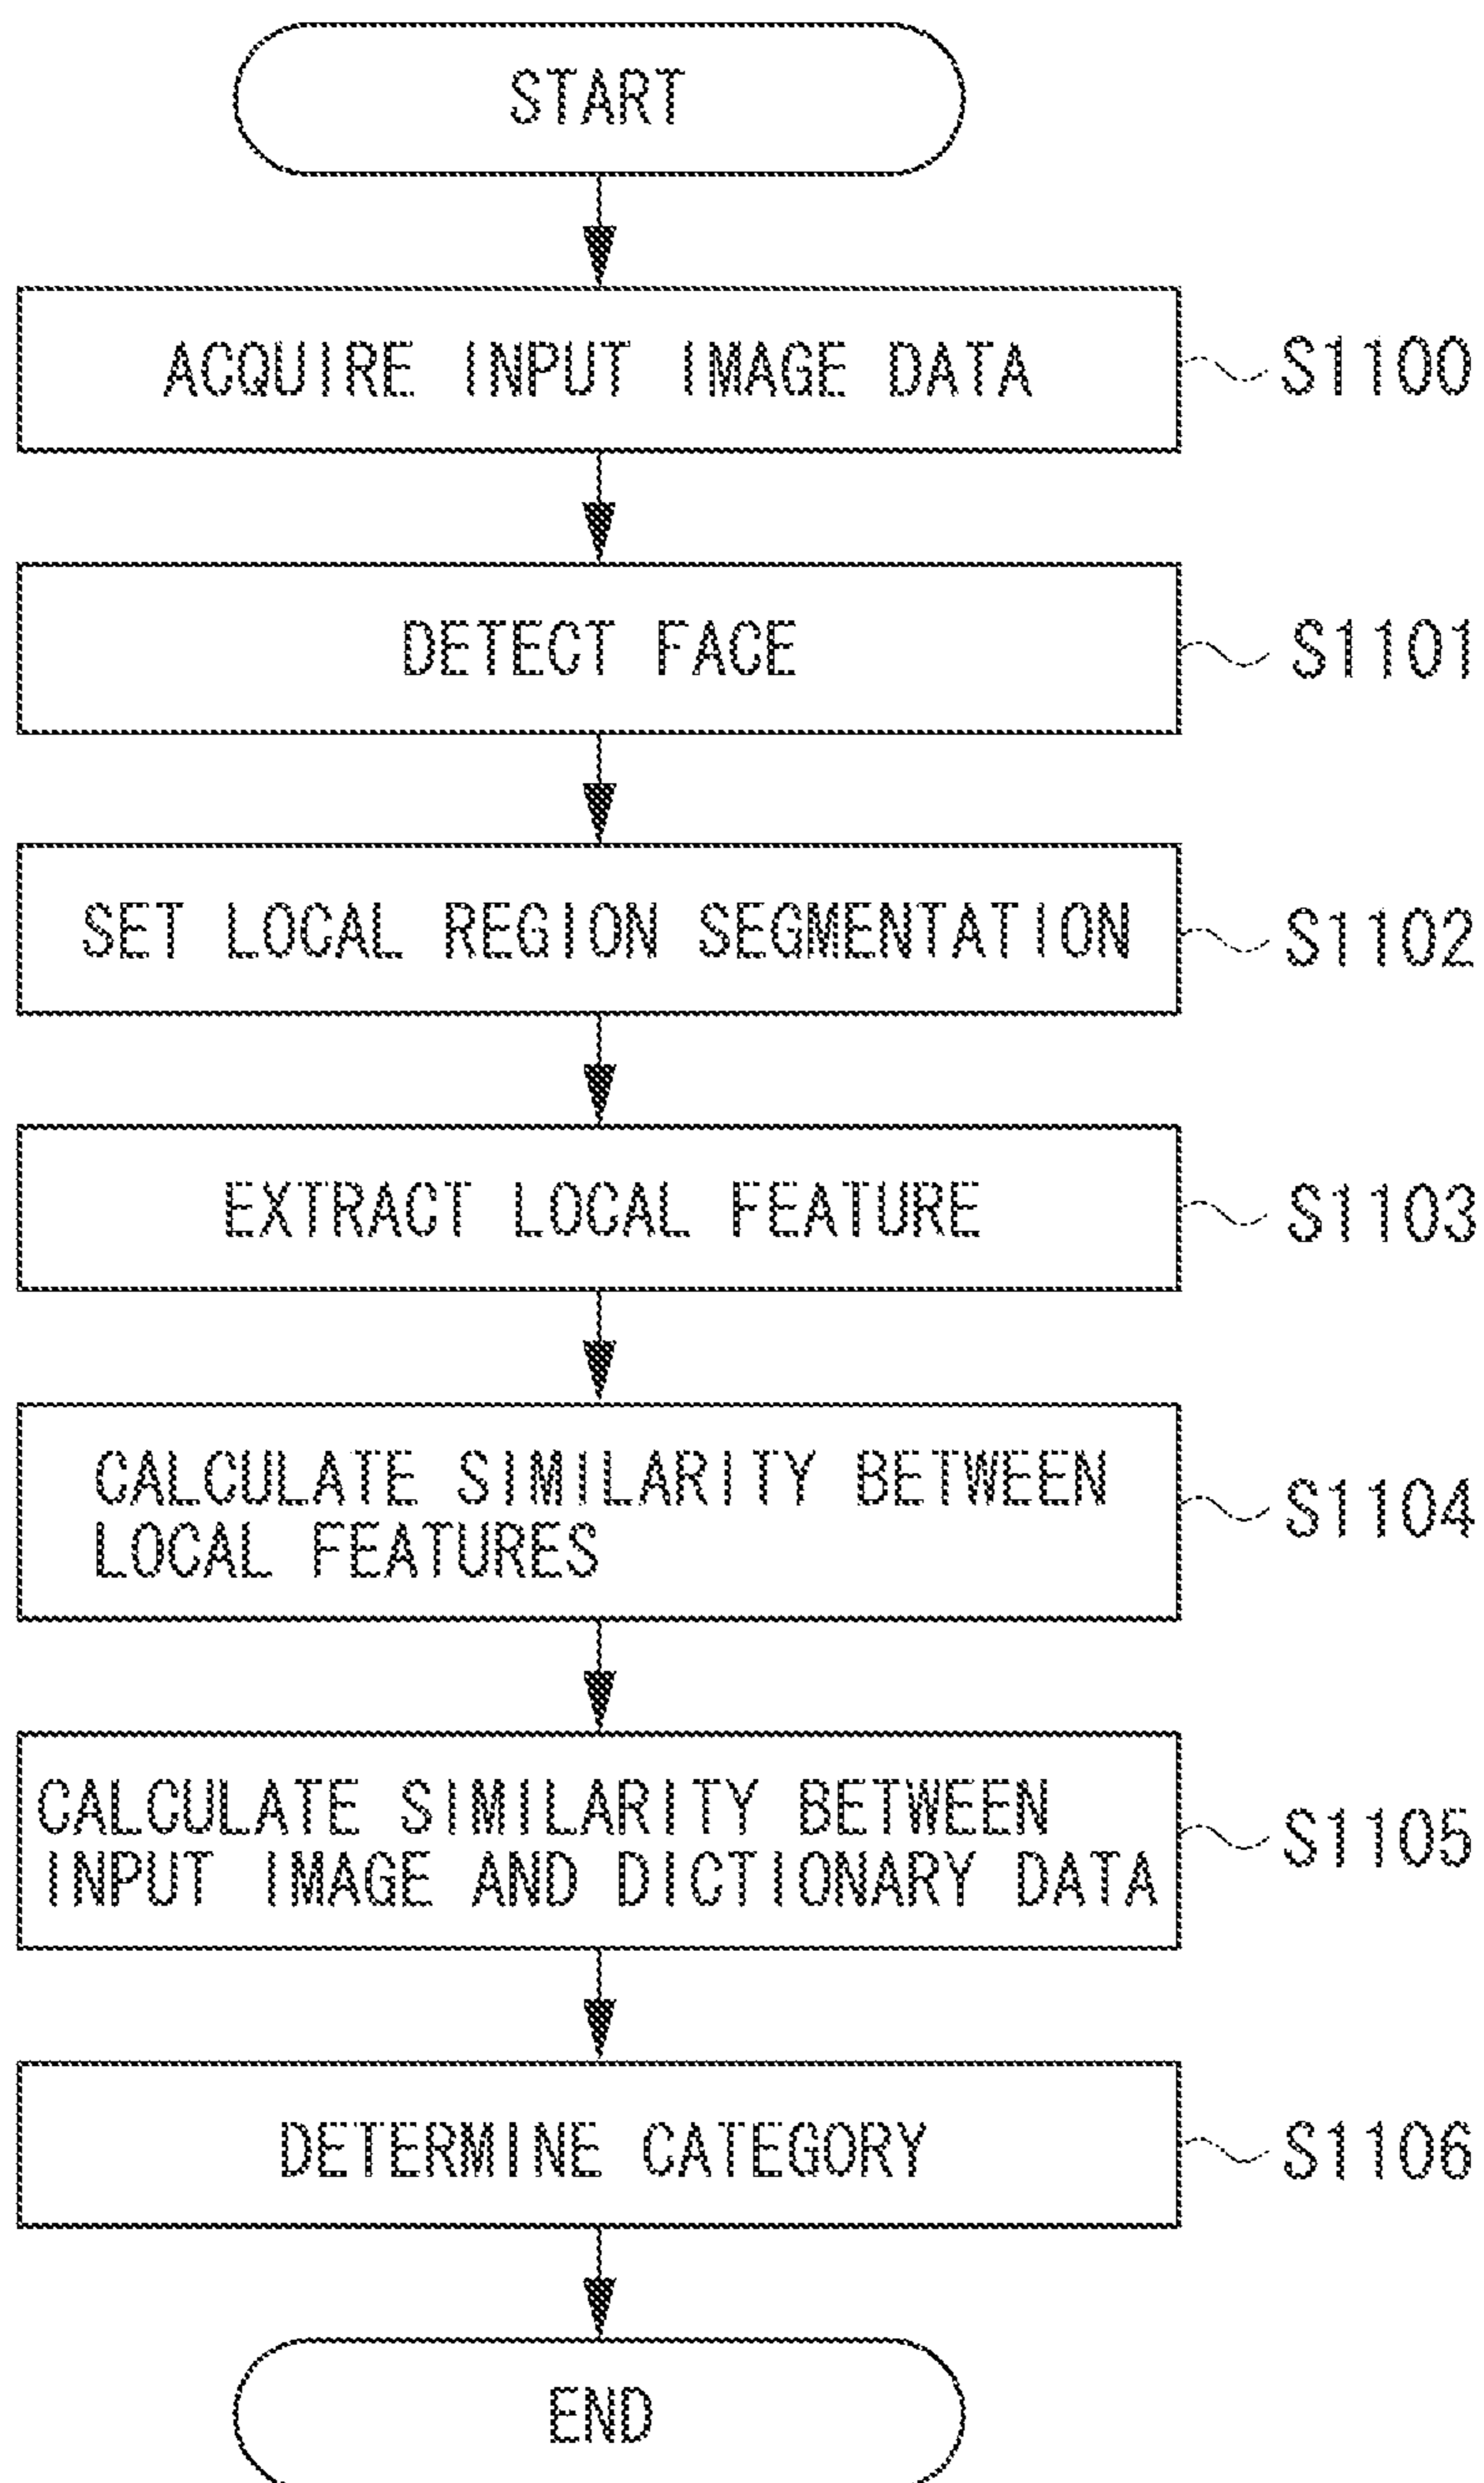 START
ACQUIRE INPUT IMAGE DATA
S1100
DETECT FACE
S1101
SET LOCAL REGION SEGMENTATION
S1102
EXTRACT LOCAL FEATURE
S1103
CALCULATE SIMILARITY BETWEEN
LOCAL FEATURES
S1104
CALCULATE SIMILARITY BETWEEN
INPUT IMAGE AND DICTIONARY DATA
S1105
DETERMINE CATEGORY
S1106
END